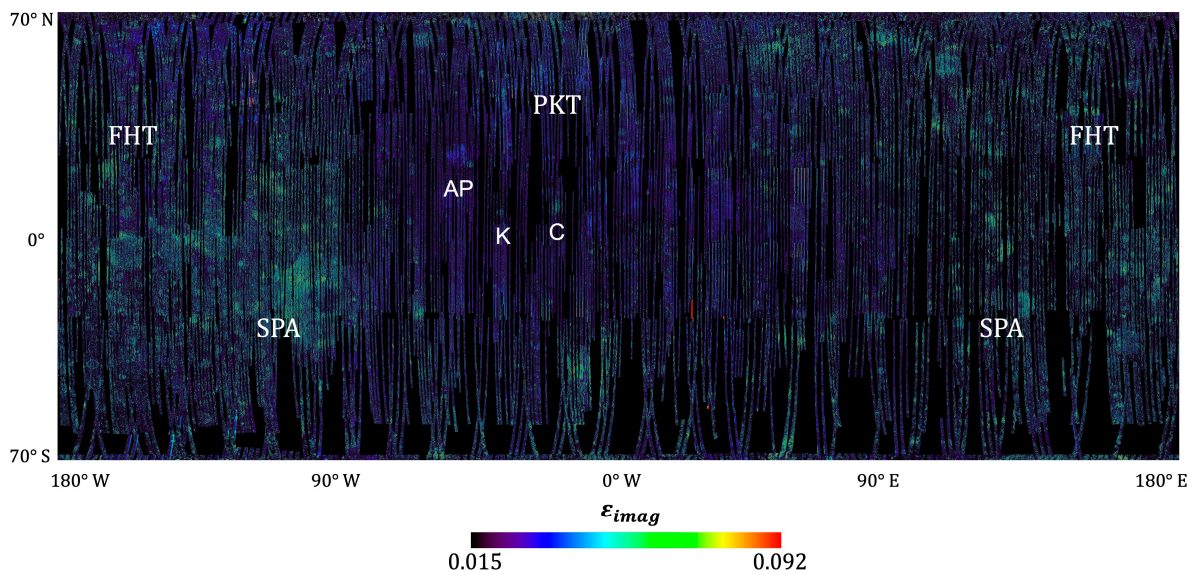 70° N
PKT
FHT
FHT
AP
K
C
0°
SPA
SPA
70° S
180° W
90° W
0° W
90° E
180° E
ε_imag
0.015
0.092